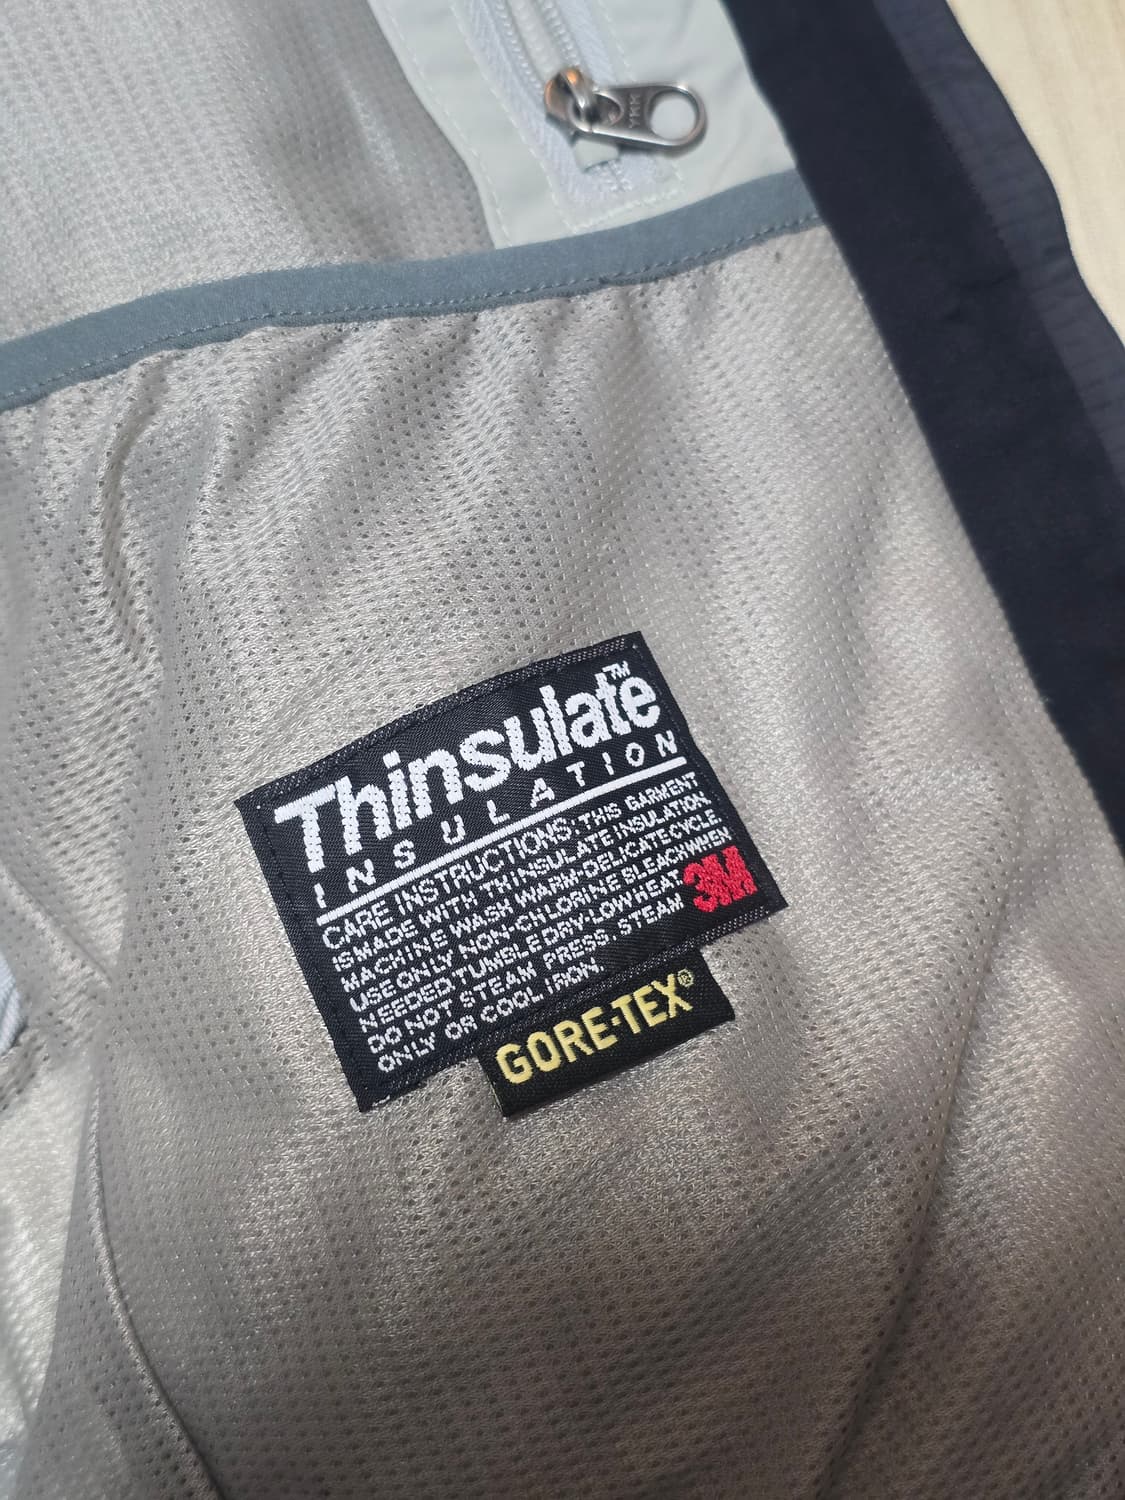 YKK
Thinsulate™
INSULATION
CARE INSTRUCTIONS: THIS GARMENT
IS MADE WITH THINSULATE INSULATION.
MACHINE WASH WARM-DELICATE CYCLE.
USE ONLY NON-CHLORINE BLEACH WHEN
NEEDED. TUMBLE DRY-LOW HEAT
DO NOT STEAM PRESS. STEAM
ONLY OR COOL IRON.
3M
GORE-TEX®